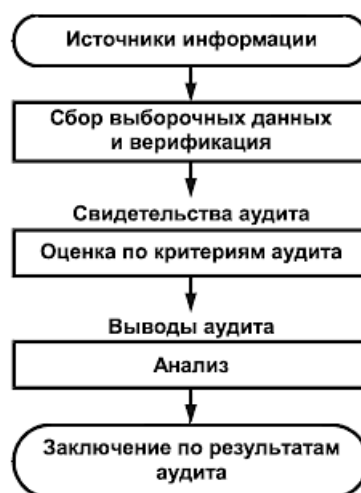 Источники информации
Сбор выборочных данных
и верификация
Свидетельства аудита
Оценка по критериям аудита
Выводы аудита
Анализ
Заключение по результатам
аудита